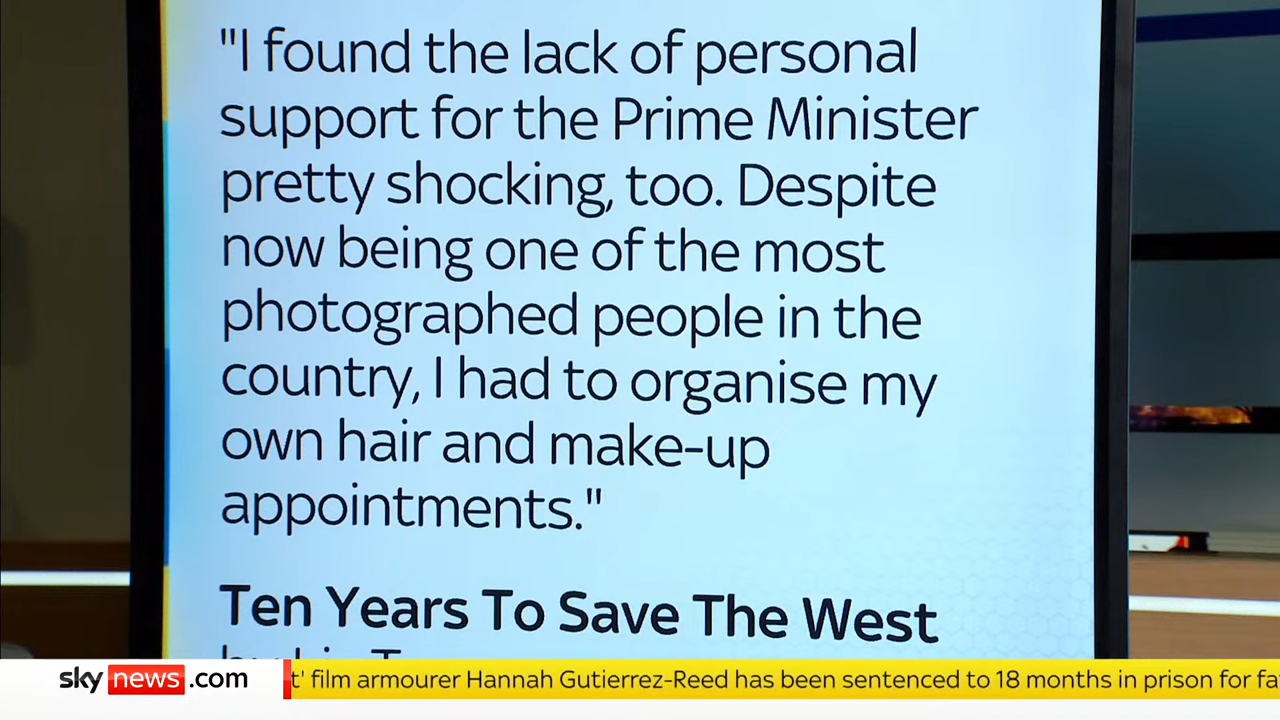 "I found the lack of personal
support for the Prime Minister
pretty shocking, too. Despite
now being one of the most
photographed people in the
country, I had to organise my
own hair and make-up
appointments."
Ten Years To Save The West
sky news .com
t' film armourer Hannah Gutierrez-Reed has been sentenced to 18 months in prison for fa